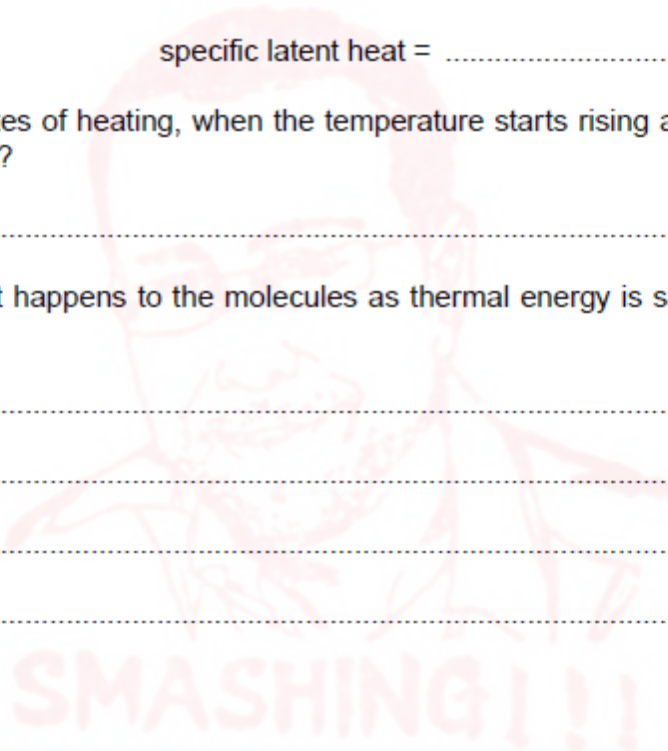 specific latent heat = ..............................
es of heating, when the temperature starts rising a
?
..............................................................................
t happens to the molecules as thermal energy is s
..............................................................................
..............................................................................
..............................................................................
..............................................................................
SMASHING!!!